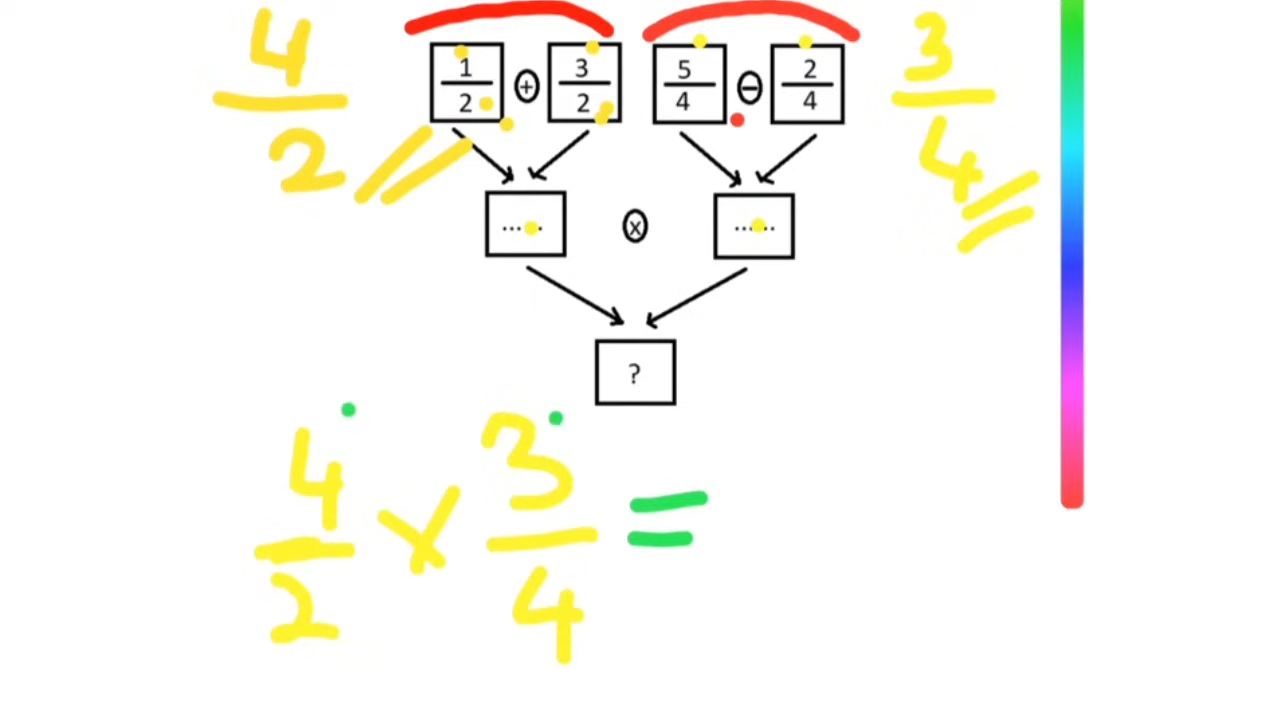 4/2 1/2 + 3/2 5/4 − 2/4 3/4
...... x ......
?
4/2 × 3/4 =